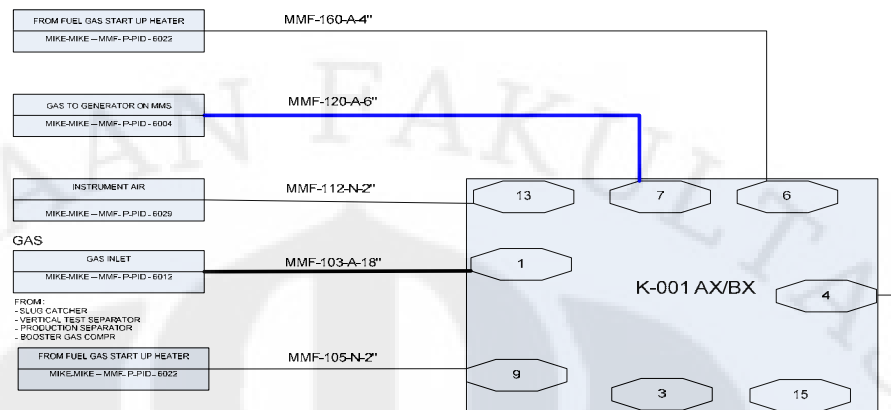 FROM FUEL GAS START UP HEATER
MIKE-MIKE – MMF- P-PID - 6022
MMF-160-A-4"
GAS TO GENERATOR ON MMS
MIKE-MIKE – MMF- P-PID - 6004
MMF-120-A-6"
INSTRUMENT AIR
MIKE-MIKE – MMF- P-PID - 6029
MMF-112-N-2"
13
7
6
GAS
GAS INLET
MIKE-MIKE – MMF- P-PID - 6012
MMF-103-A-18"
1
K-001 AX/BX
4
FROM :
- SLUG CATCHER
- VERTICAL TEST SEPARATOR
- PRODUCTION SEPARATOR
- BOOSTER GAS COMPR
FROM FUEL GAS START UP HEATER
MIKE-MIKE – MMF- P-PID - 6022
MMF-105-N-2"
9
3
15
AAN FAKULTAS